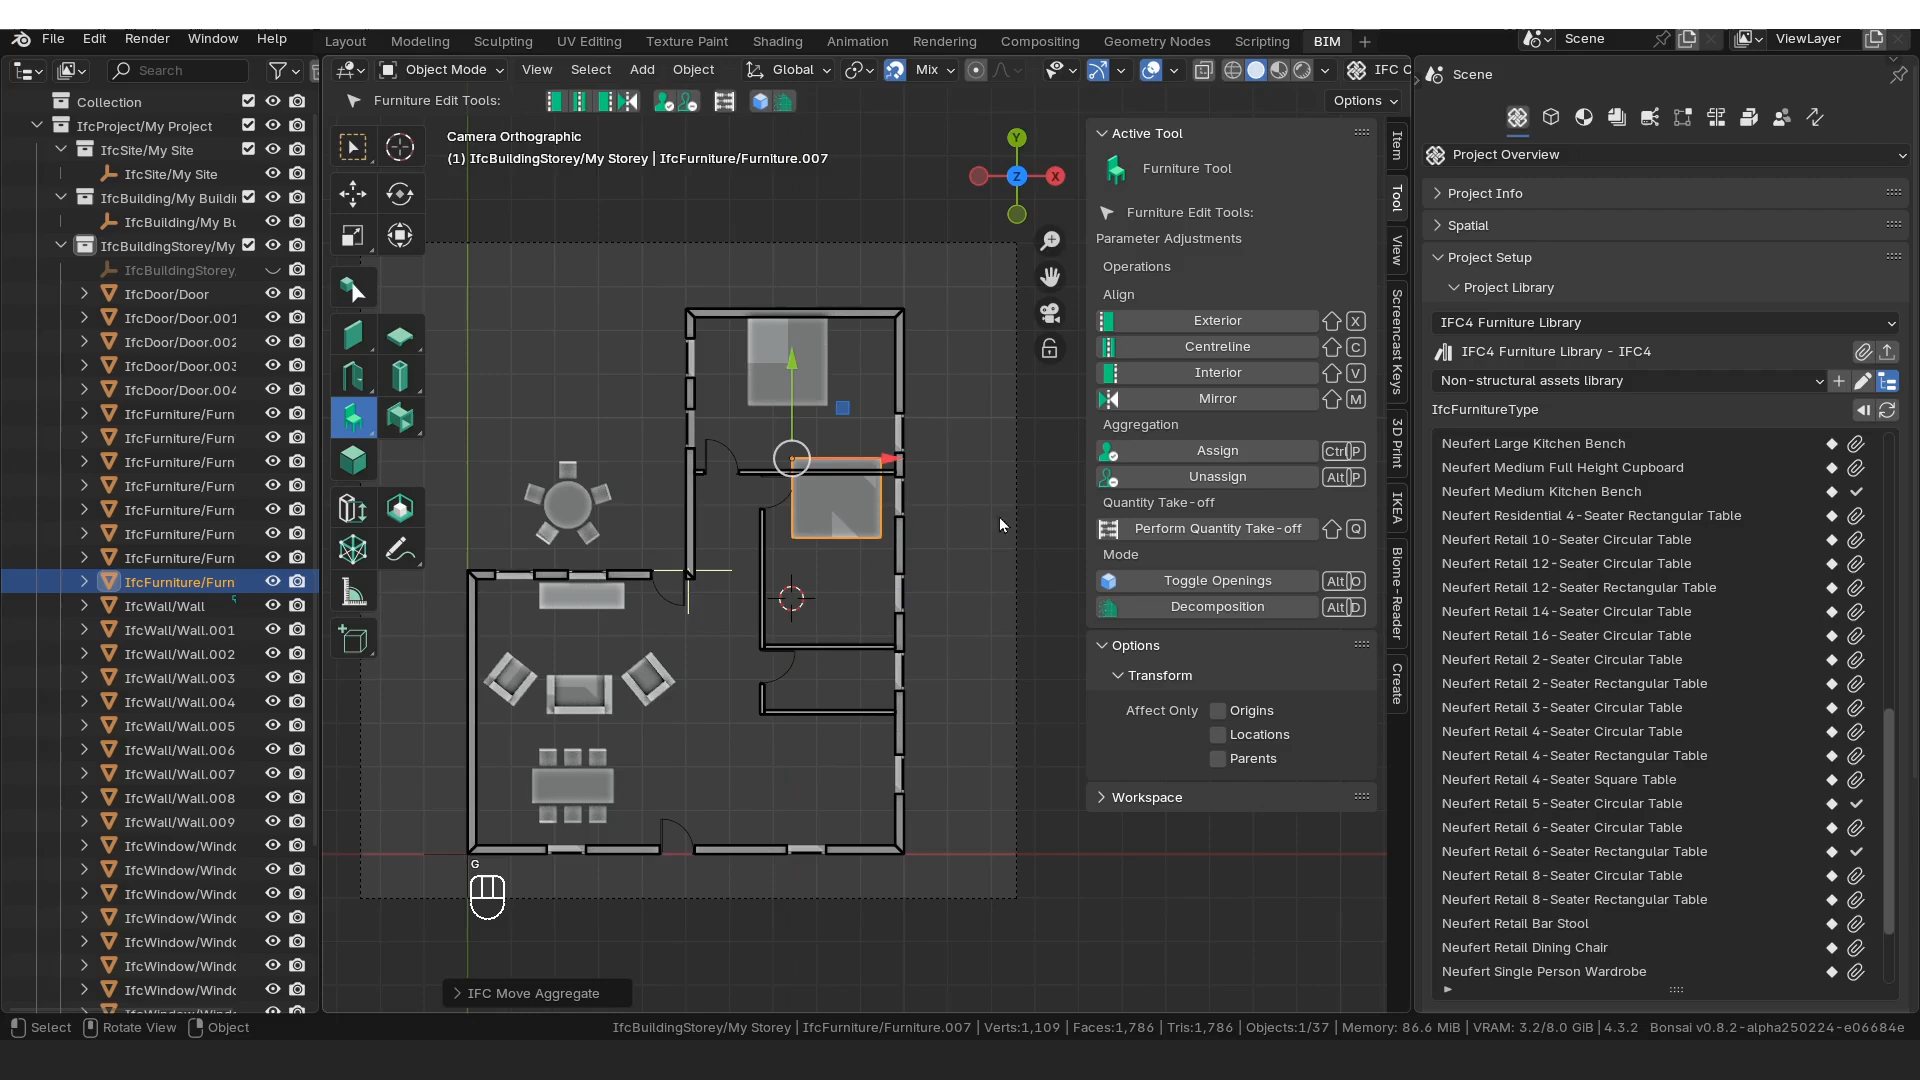 File Edit Render Window Help
Layout Modeling Sculpting UV Editing Texture Paint Shading Animation Rendering Compositing Geometry Nodes Scripting BIM
Scene ViewLayer
Search
Object Mode View Select Add Object Global Mix IFC C
Furniture Edit Tools:
Options
Collection
IfcProject/My Project
IfcSite/My Site
IfcSite/My Site
IfcBuilding/My Buildi
IfcBuilding/My Bu
IfcBuildingStorey/My
IfcBuildingStorey
IfcDoor/Door
IfcDoor/Door.001
IfcDoor/Door.002
IfcDoor/Door.003
IfcDoor/Door.004
IfcFurniture/Furn
IfcFurniture/Furn
IfcFurniture/Furn
IfcFurniture/Furn
IfcFurniture/Furn
IfcFurniture/Furn
IfcFurniture/Furn
IfcFurniture/Furn
IfcWall/Wall
IfcWall/Wall.001
IfcWall/Wall.002
IfcWall/Wall.003
IfcWall/Wall.004
IfcWall/Wall.005
IfcWall/Wall.006
IfcWall/Wall.007
IfcWall/Wall.008
IfcWall/Wall.009
IfcWindow/Windo
IfcWindow/Windo
IfcWindow/Windo
IfcWindow/Windo
IfcWindow/Windo
IfcWindow/Windo
IfcWindow/Windo
Camera Orthographic
(1) IfcBuildingStorey/My Storey | IfcFurniture/Furniture.007
Y
Z
X
G
IFC Move Aggregate
Active Tool
Furniture Tool
Furniture Edit Tools:
Parameter Adjustments
Operations
Align
Exterior X
Centreline C
Interior V
Mirror M
Aggregation
Assign Ctrl P
Unassign Alt P
Quantity Take-off
Perform Quantity Take-off Q
Mode
Toggle Openings Alt O
Decomposition Alt D
Options
Transform
Affect Only Origins
Locations
Parents
Workspace
Item
Tool
View
Screencast Keys
3D Print
IKEA
Biome-Reader
Create
Scene
Project Overview
Project Info
Spatial
Project Setup
Project Library
IFC4 Furniture Library
IFC4 Furniture Library - IFC4
Non-structural assets library
IfcFurnitureType
Neufert Large Kitchen Bench
Neufert Medium Full Height Cupboard
Neufert Medium Kitchen Bench
Neufert Residential 4-Seater Rectangular Table
Neufert Retail 10-Seater Circular Table
Neufert Retail 12-Seater Circular Table
Neufert Retail 12-Seater Rectangular Table
Neufert Retail 14-Seater Circular Table
Neufert Retail 16-Seater Circular Table
Neufert Retail 2-Seater Circular Table
Neufert Retail 2-Seater Rectangular Table
Neufert Retail 3-Seater Circular Table
Neufert Retail 4-Seater Circular Table
Neufert Retail 4-Seater Rectangular Table
Neufert Retail 4-Seater Square Table
Neufert Retail 5-Seater Circular Table
Neufert Retail 6-Seater Circular Table
Neufert Retail 6-Seater Rectangular Table
Neufert Retail 8-Seater Circular Table
Neufert Retail 8-Seater Rectangular Table
Neufert Retail Bar Stool
Neufert Retail Dining Chair
Neufert Single Person Wardrobe
Select Rotate View Object
IfcBuildingStorey/My Storey | IfcFurniture/Furniture.007 | Verts:1,109 | Faces:1,786 | Tris:1,786 | Objects:1/37 | Memory: 86.6 MiB | VRAM: 3.2/8.0 GiB | 4.3.2 Bonsai v0.8.2-alpha250224-e06684e